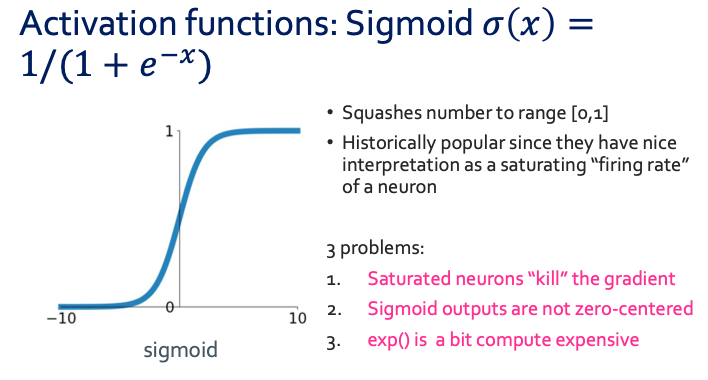 Activation functions: Sigmoid σ(x) =
1/(1 + e^{-x})
• Squashes number to range [0,1]
• Historically popular since they have nice
interpretation as a saturating “firing rate”
of a neuron
3 problems:
1. Saturated neurons “kill” the gradient
2. Sigmoid outputs are not zero-centered
3. exp() is a bit compute expensive
1
0
−10
10
sigmoid